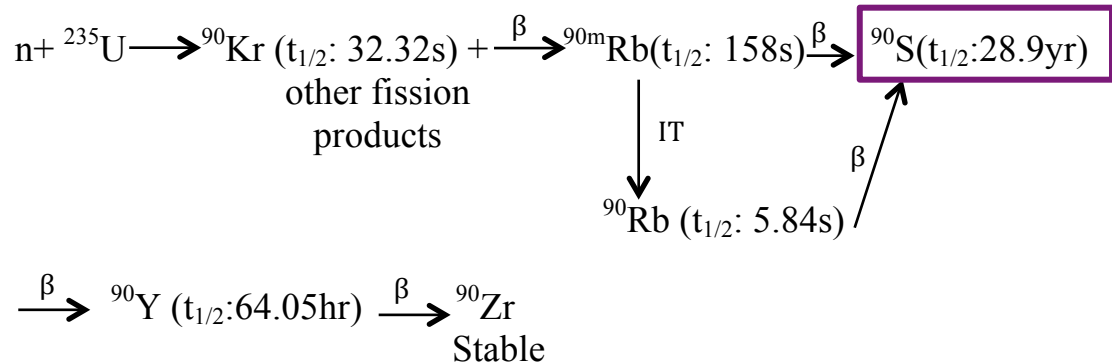 n+ ²³⁵U ⁹⁰Kr (t₁/₂: 32.32s) + β ⁹⁰ᵐRb(t₁/₂: 158s) β ⁹⁰S(t₁/₂:28.9yr)
other fission
products
IT
β
⁹⁰Rb (t₁/₂: 5.84s)
β ⁹⁰Y (t₁/₂:64.05hr) β ⁹⁰Zr
Stable